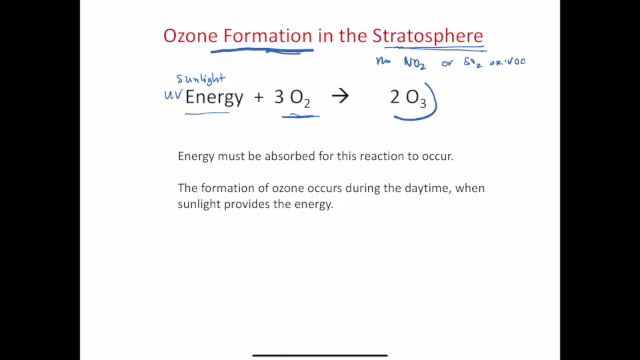 Ozone Formation in the Stratosphere
no NO2 or SO2 or VOC
Sunlight
UV Energy + 3 O2 → 2 O3
Energy must be absorbed for this reaction to occur.
The formation of ozone occurs during the daytime, when
sunlight provides the energy.